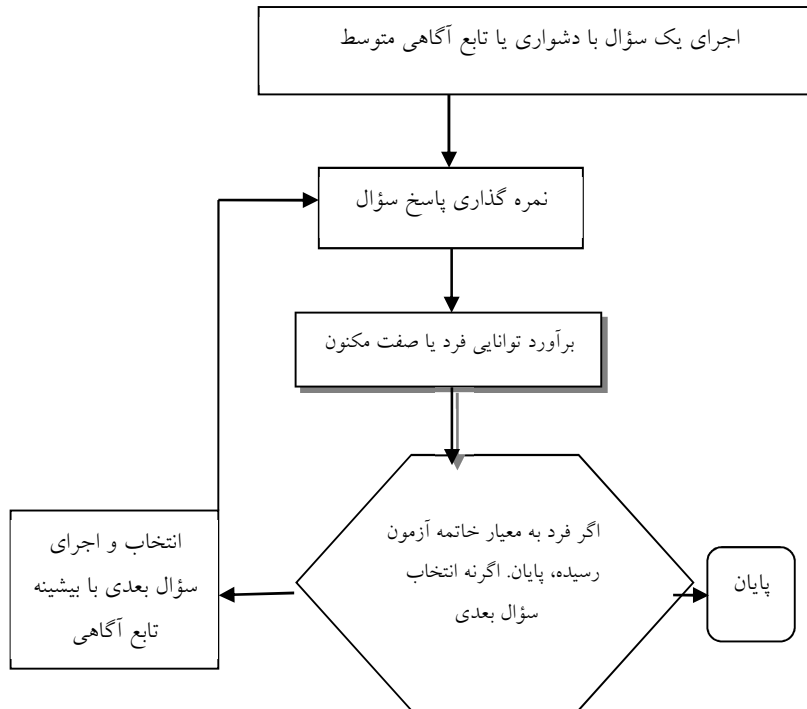 اجرای یک سؤال با دشواری یا تابع آگاهی متوسط
نمره گذاری پاسخ سؤال
برآورد توانایی فرد یا صفت مکنون
اگر فرد به معیار خاتمه آزمون
رسیده، پایان. اگرنه انتخاب
سؤال بعدی
پایان
انتخاب و اجرای
سؤال بعدی با بیشینه
تابع آگاهی